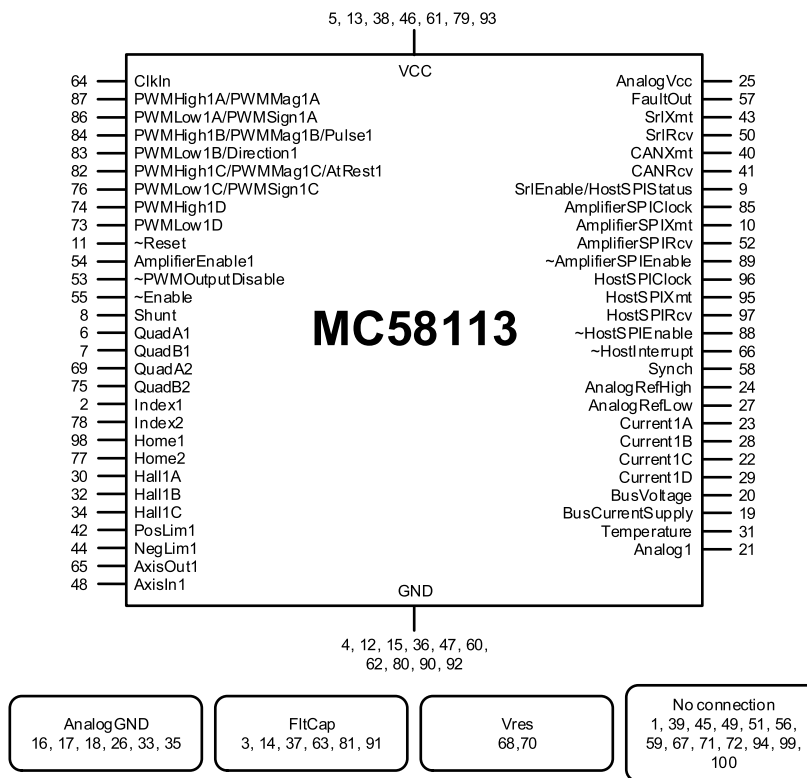 5, 13, 38, 46, 61, 79, 93
VCC
64 ClkIn
87 PWMHigh1A/PWMMag1A
86 PWMLow1A/PWMSign1A
84 PWMHigh1B/PWMMag1B/Pulse1
83 PWMLow1B/Direction1
82 PWMHigh1C/PWMMag1C/AtRest1
76 PWMLow1C/PWMSign1C
74 PWMHigh1D
73 PWMLow1D
11 ~Reset
54 AmplifierEnable1
53 ~PWMOutputDisable
55 ~Enable
8 Shunt
6 QuadA1
7 QuadB1
69 QuadA2
75 QuadB2
2 Index1
78 Index2
98 Home1
77 Home2
30 Hall1A
32 Hall1B
34 Hall1C
42 PosLim1
44 NegLim1
65 AxisOut1
48 AxisIn1
MC58113
AnalogVcc 25
FaultOut 57
SrlXmt 43
SrlRcv 50
CANXmt 40
CANRcv 41
SrlEnable/HostSPIStatus 9
AmplifierSPIClock 85
AmplifierSPIXmt 10
AmplifierSPIRcv 52
~AmplifierSPIEnable 89
HostSPIClock 96
HostSPIXmt 95
HostSPIRcv 97
~HostSPIEnable 88
~HostInterrupt 66
Synch 58
AnalogRefHigh 24
AnalogRefLow 27
Current1A 23
Current1B 28
Current1C 22
Current1D 29
BusVoltage 20
BusCurrentSupply 19
Temperature 31
Analog1 21
GND
4, 12, 15, 36, 47, 60,
62, 80, 90, 92
AnalogGND
16, 17, 18, 26, 33, 35
FltCap
3, 14, 37, 63, 81, 91
Vres
68,70
No connection
1, 39, 45, 49, 51, 56,
59, 67, 71, 72, 94, 99,
100